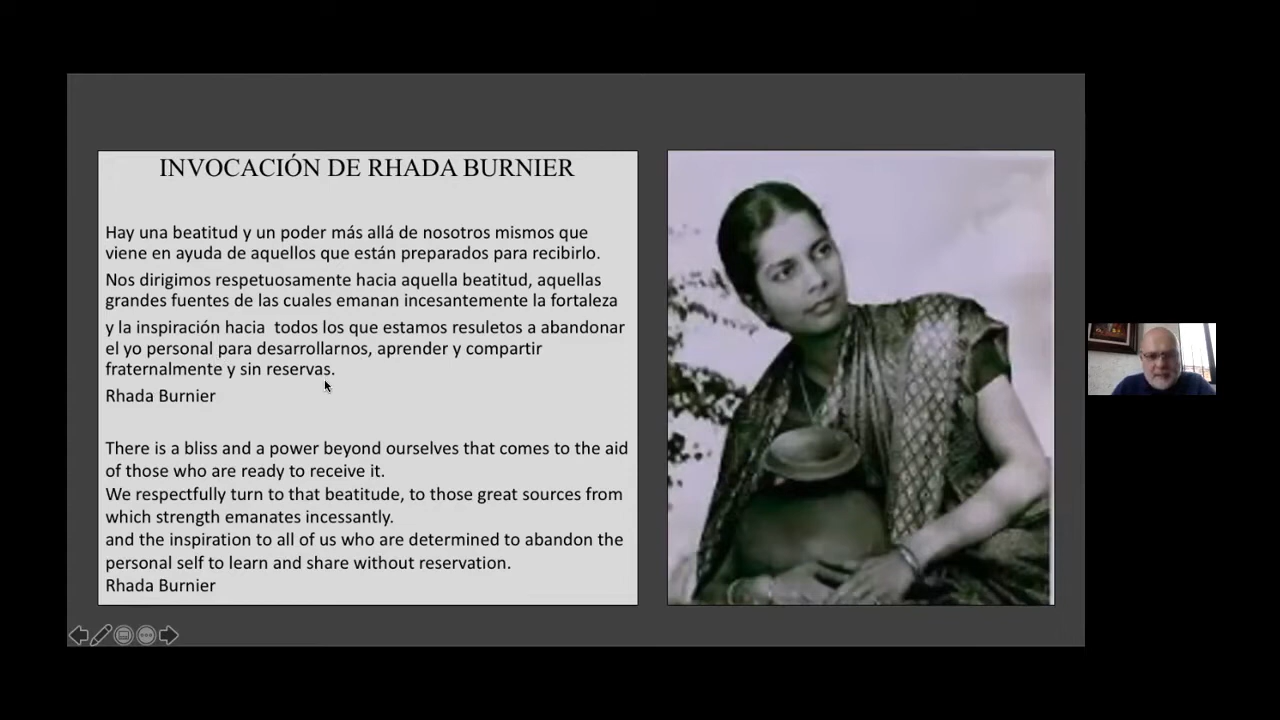 INVOCACIÓN DE RHADA BURNIER
Hay una beatitud y un poder más allá de nosotros mismos que
viene en ayuda de aquellos que están preparados para recibirlo.
Nos dirigimos respetuosamente hacia aquella beatitud, aquellas
grandes fuentes de las cuales emanan incesantemente la fortaleza
y la inspiración hacia  todos los que estamos resuletos a abandonar
el yo personal para desarrollarnos, aprender y compartir
fraternalmente y sin reservas.
Rhada Burnier
There is a bliss and a power beyond ourselves that comes to the aid
of those who are ready to receive it.
We respectfully turn to that beatitude, to those great sources from
which strength emanates incessantly.
and the inspiration to all of us who are determined to abandon the
personal self to learn and share without reservation.
Rhada Burnier